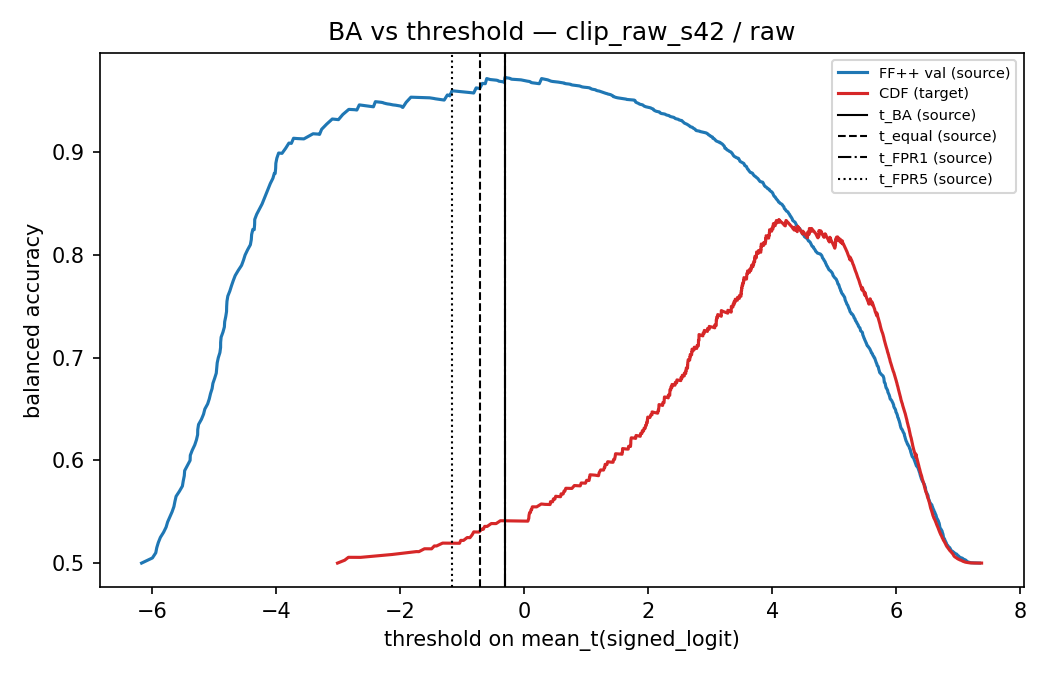 BA vs threshold — clip_raw_s42 / raw
FF++ val (source)
CDF (target)
t_BA (source)
t_equal (source)
t_FPR1 (source)
t_FPR5 (source)
balanced accuracy
0.9
0.8
0.7
0.6
0.5
−6
−4
−2
0
2
4
6
8
threshold on mean_t(signed_logit)